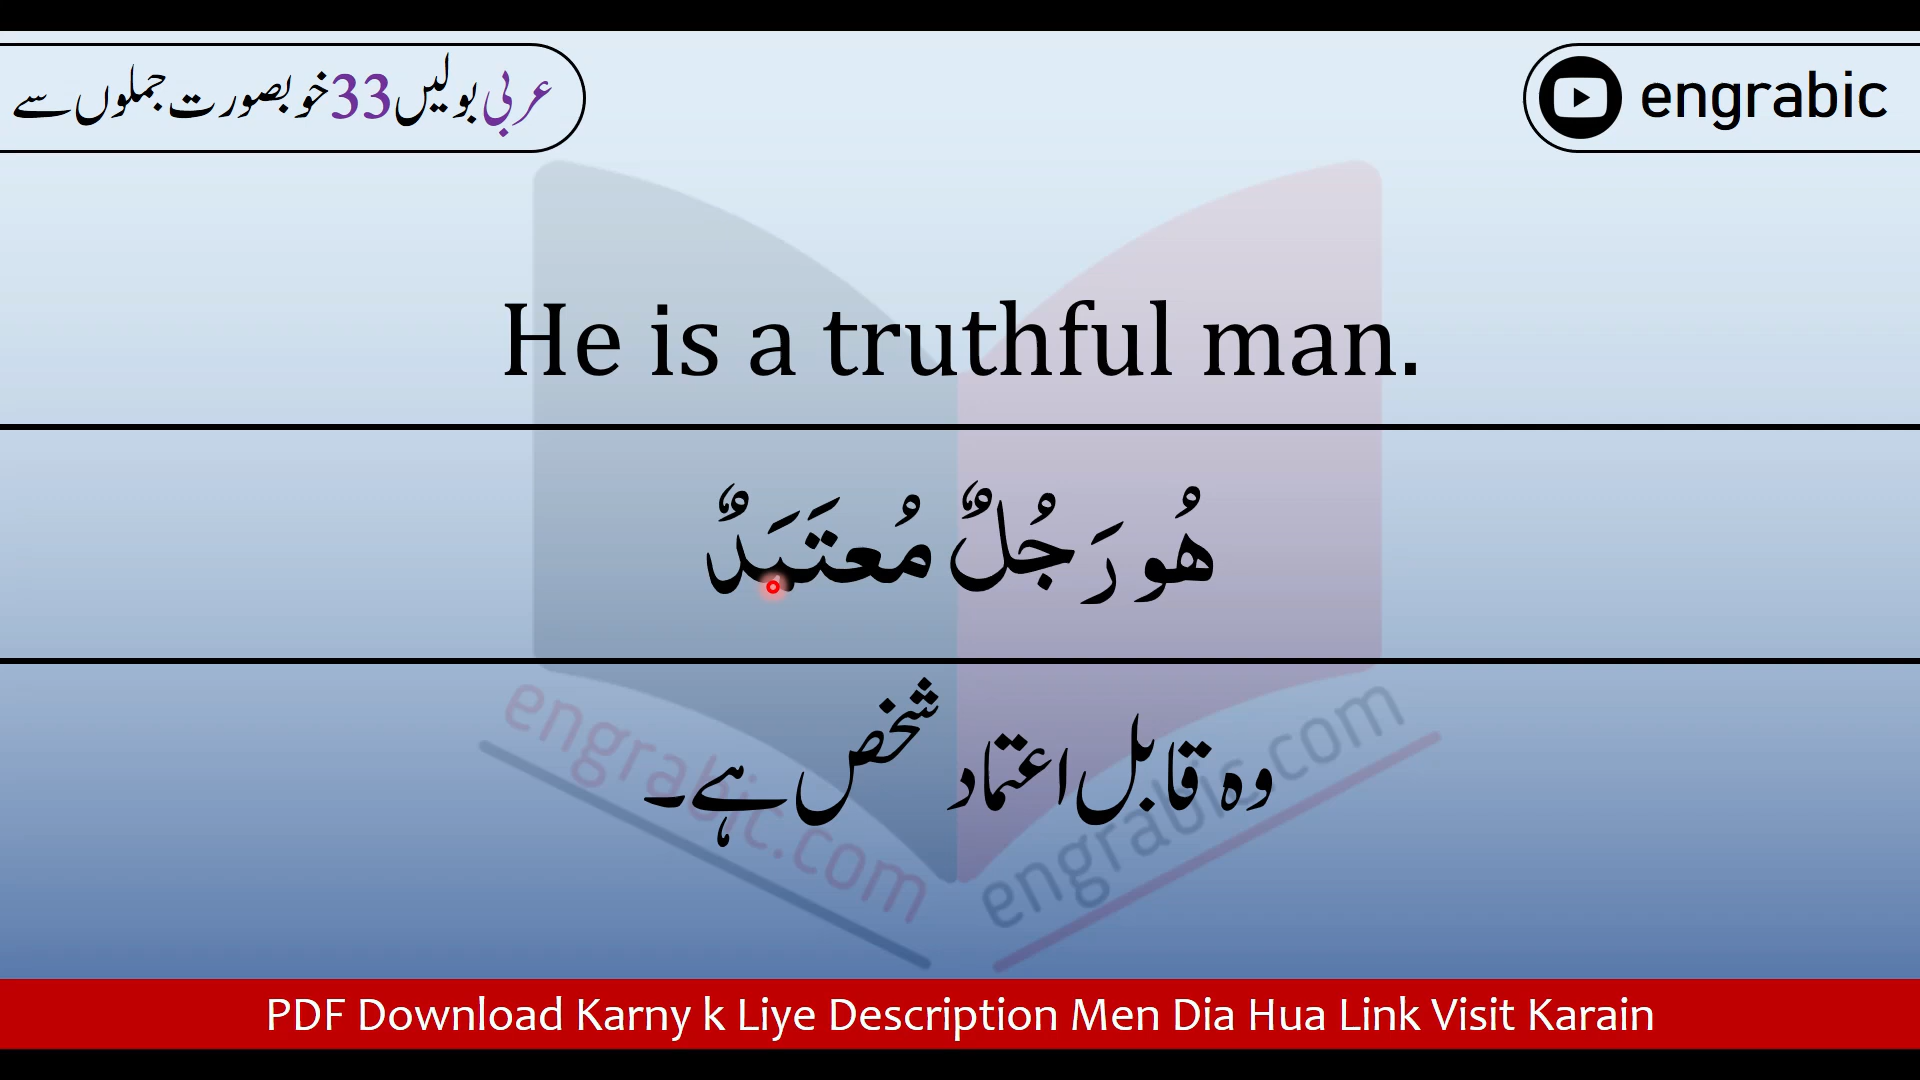 عربی بولیں 33 خوبصورت جملوں سے
engrabic
He is a truthful man.
هُو رَجُلٌ مُعتَمَدٌ
وہ قابل اعتماد شخص ہے۔
engrabic.com
engrabic.com
PDF Download Karny k Liye Description Men Dia Hua Link Visit Karain